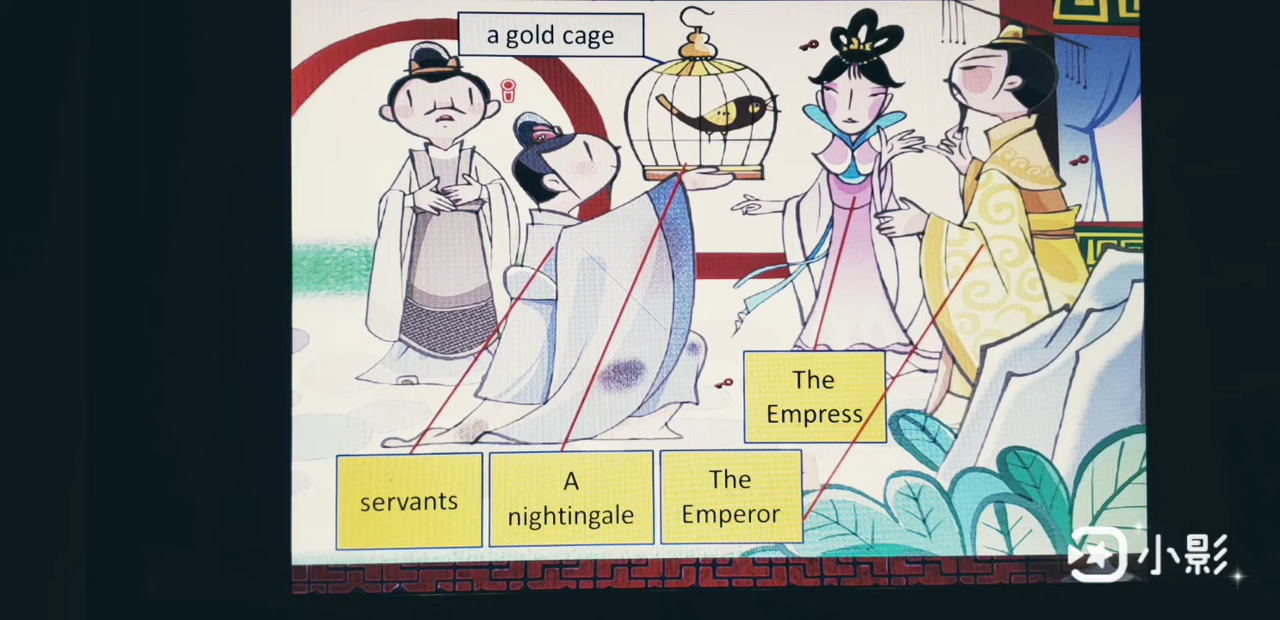 a gold cage
The
Empress
servants
A
nightingale
The
Emperor
小影